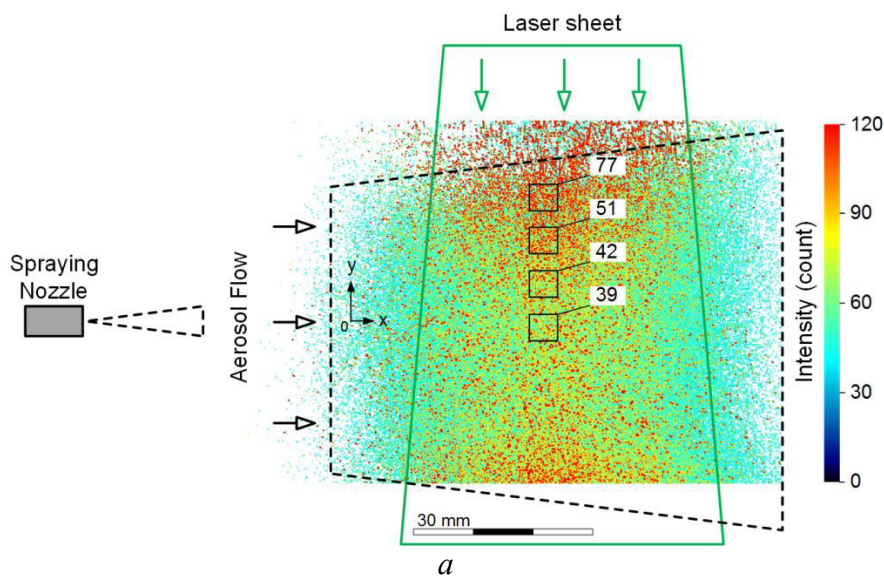 Laser sheet
77
51
42
39
Spraying
Nozzle
Aerosol Flow
y
0
x
30 mm
120
90
60
30
0
Intensity (count)
a